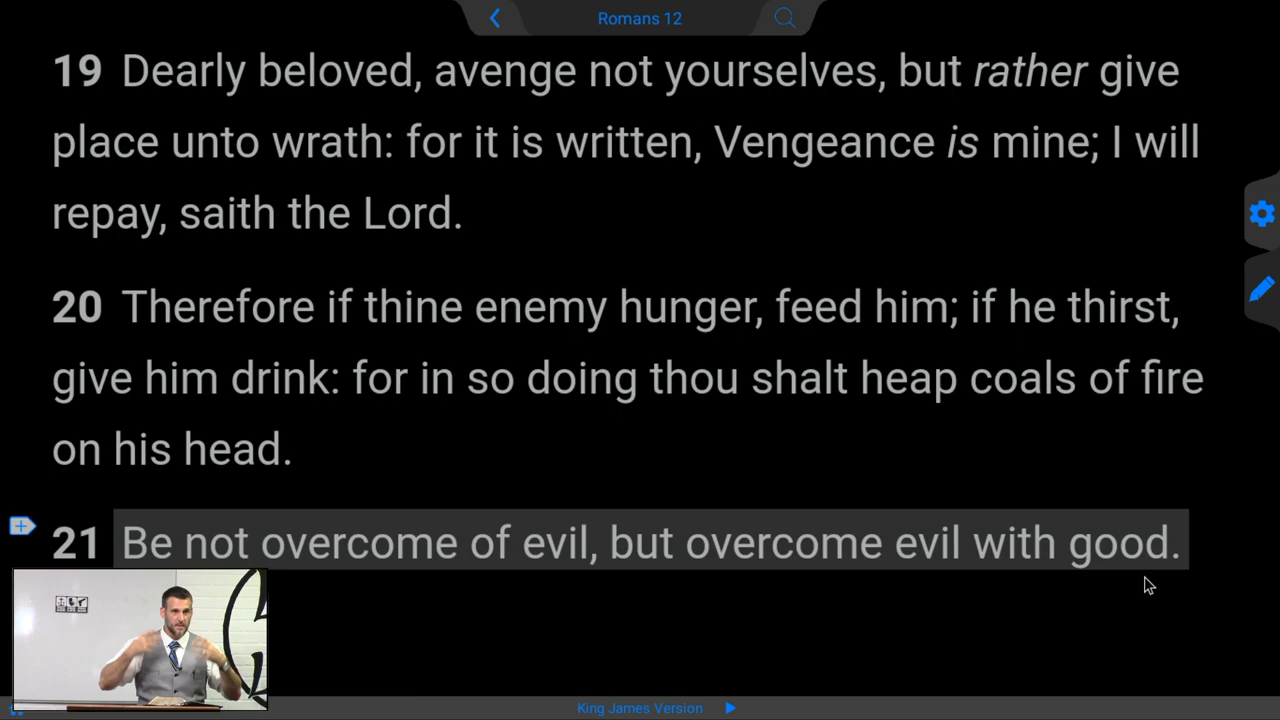 Romans 12
19 Dearly beloved, avenge not yourselves, but rather give
place unto wrath: for it is written, Vengeance is mine; I will
repay, saith the Lord.
20 Therefore if thine enemy hunger, feed him; if he thirst,
give him drink: for in so doing thou shalt heap coals of fire
on his head.
21 Be not overcome of evil, but overcome evil with good.
King James Version